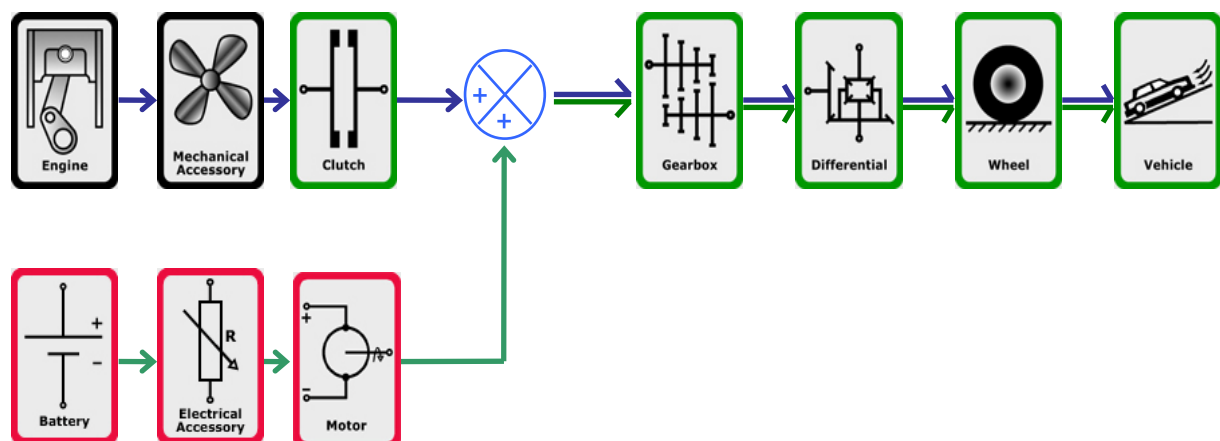 Engine
Mechanical
Accessory
Clutch
+
+
Gearbox
Differential
Wheel
Vehicle
+
−
Battery
R
Electrical
Accessory
+
−
Motor